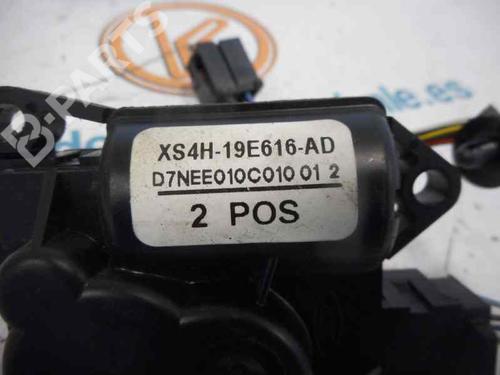 B-PARTS
XS4H-19E616-AD
D7NEE010C010 01 2
2 POS